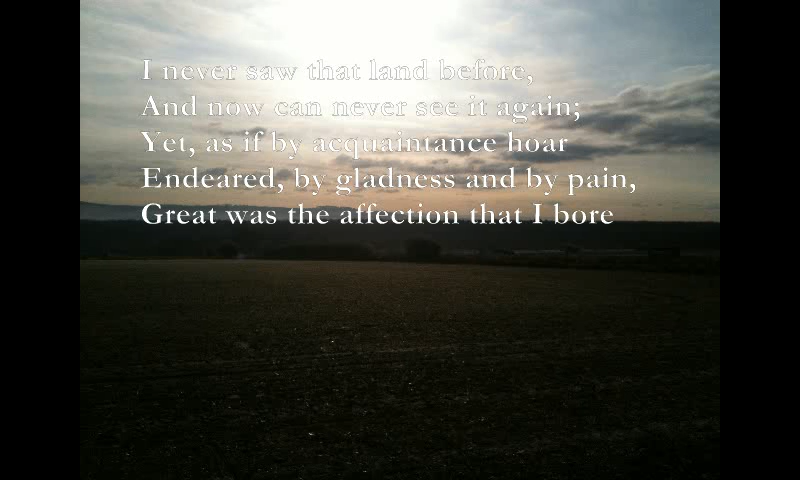 I never saw that land before,
And now can never see it again;
Yet, as if by acquaintance hoar
Endeared, by gladness and by pain,
Great was the affection that I bore